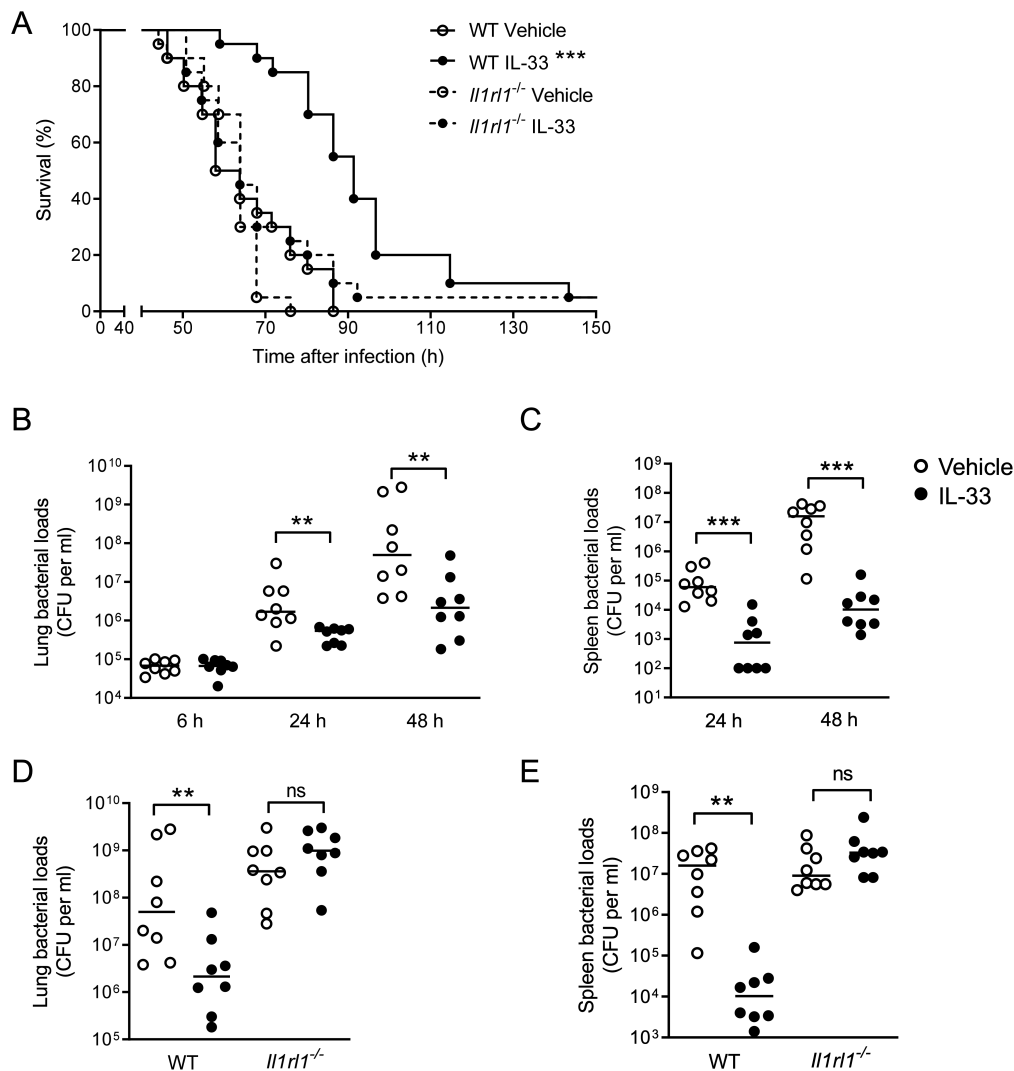 A
Survival (%)
100
80
60
40
20
0
0 40 50 70 90 110 130 150
Time after infection (h)
WT Vehicle
WT IL-33 ***
Il1rl1-/- Vehicle
Il1rl1-/- IL-33
B
Lung bacterial loads
(CFU per ml)
10^10
10^9
10^8
10^7
10^6
10^5
10^4
** **
6 h 24 h 48 h
C
Spleen bacterial loads
(CFU per ml)
10^9
10^8
10^7
10^6
10^5
10^4
10^3
10^2
10^1
*** ***
24 h 48 h
Vehicle
IL-33
D
Lung bacterial loads
(CFU per ml)
10^10
10^9
10^8
10^7
10^6
10^5
** ns
WT Il1rl1-/-
E
Spleen bacterial loads
(CFU per ml)
10^9
10^8
10^7
10^6
10^5
10^4
10^3
** ns
WT Il1rl1-/-